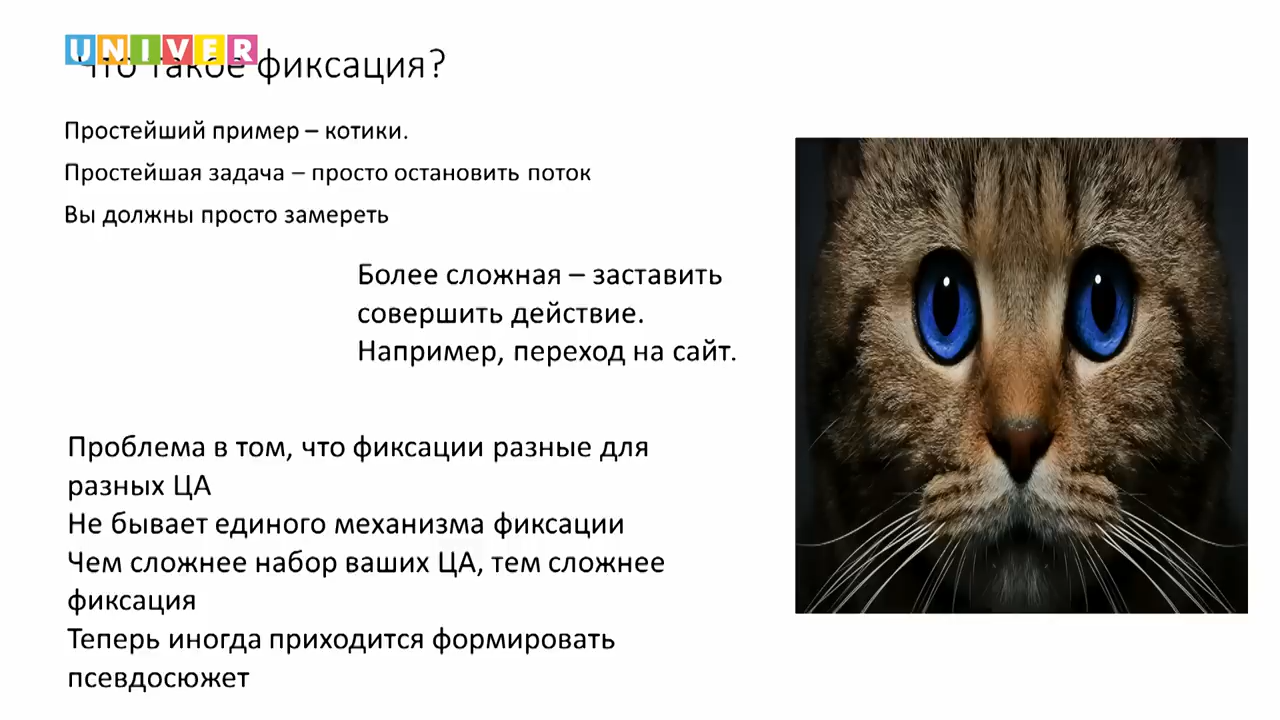 UNIVER
Что такое фиксация?
Простейший пример – котики.
Простейшая задача – просто остановить поток
Вы должны просто замереть
Более сложная – заставить
совершить действие.
Например, переход на сайт.
Проблема в том, что фиксации разные для
разных ЦА
Не бывает единого механизма фиксации
Чем сложнее набор ваших ЦА, тем сложнее
фиксация
Теперь иногда приходится формировать
псевдосюжет